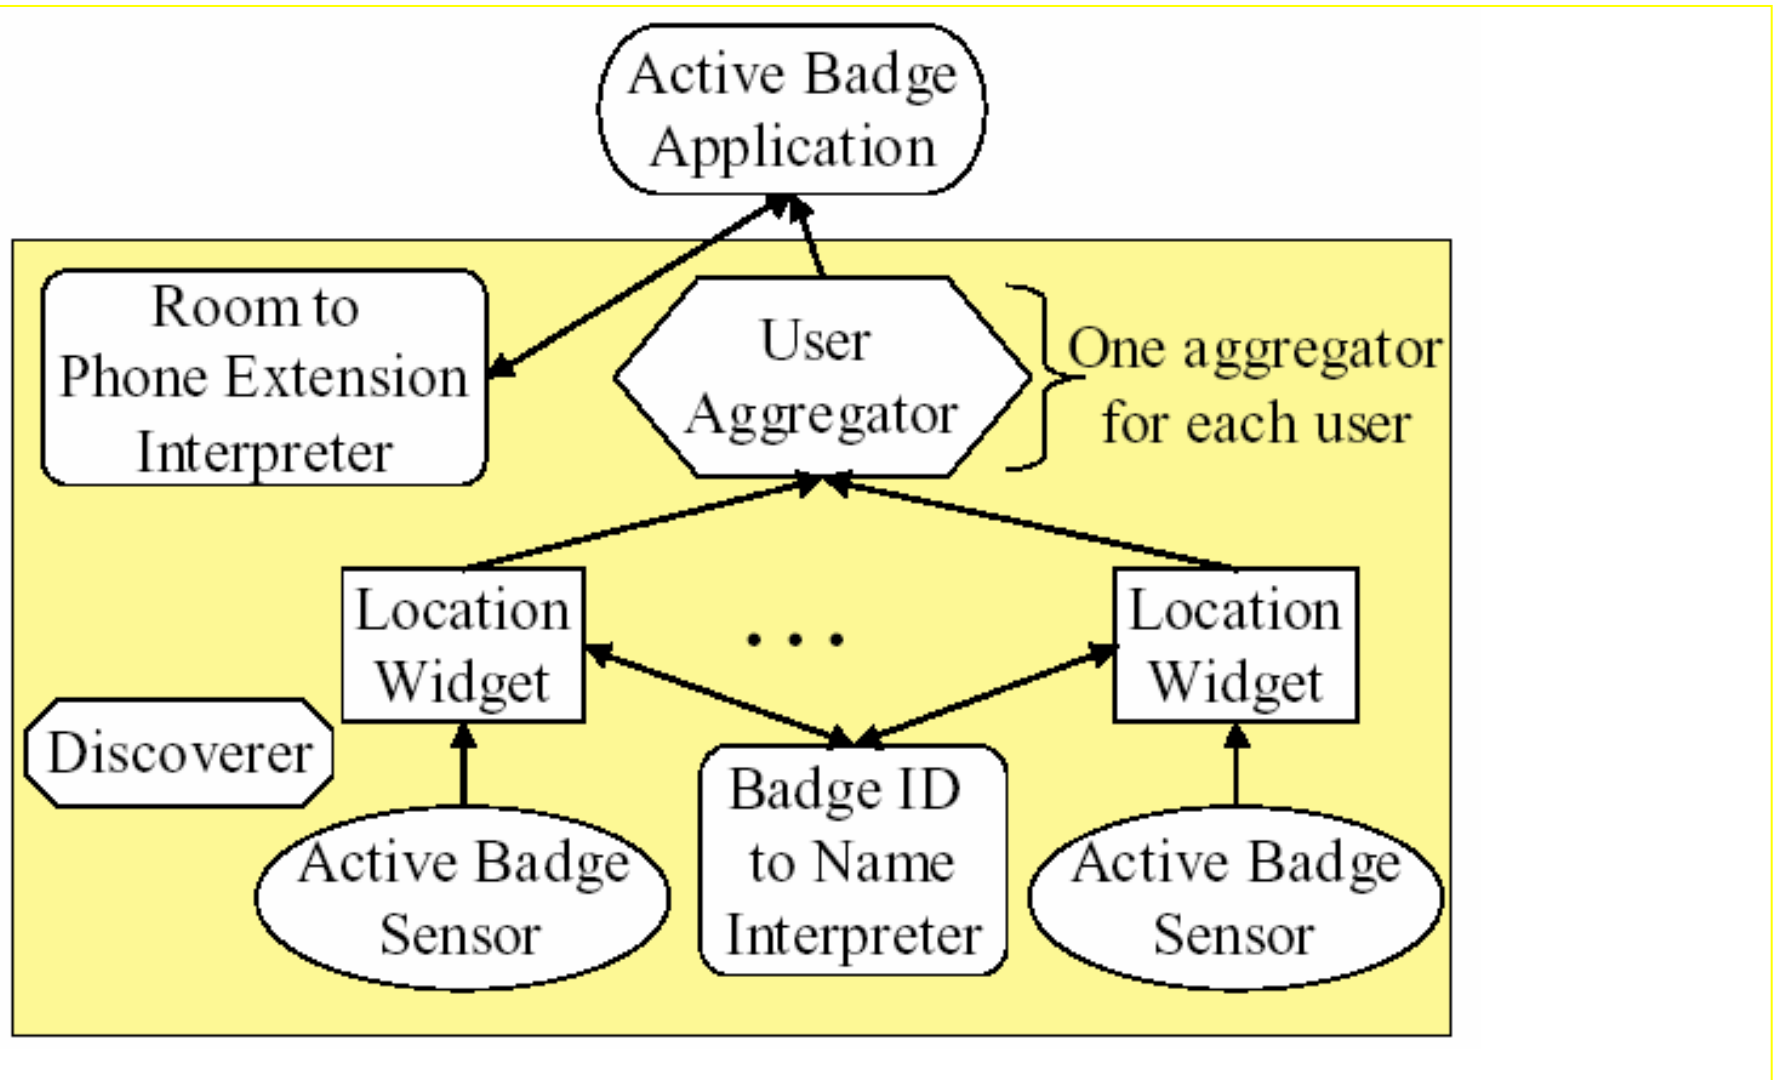 Active Badge
Application
Room to
Phone Extension
Interpreter
User
Aggregator
One aggregator
for each user
Location
Widget
. . .
Location
Widget
Discoverer
Active Badge
Sensor
Badge ID
to Name
Interpreter
Active Badge
Sensor